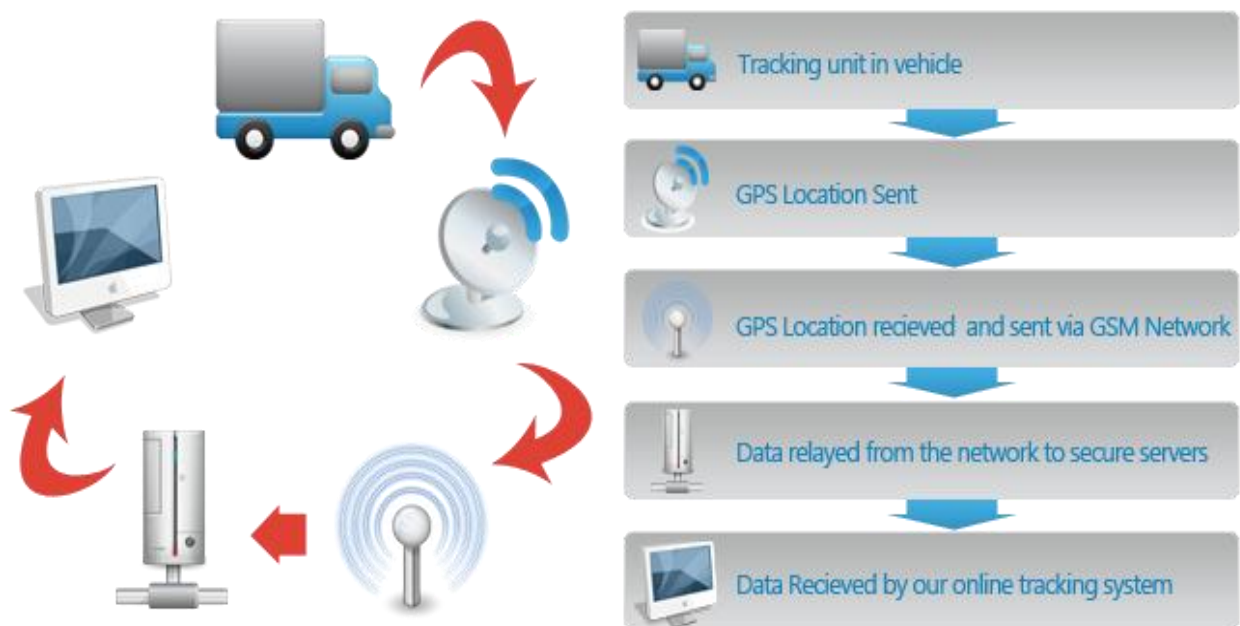 Tracking unit in vehicle
GPS Location Sent
GPS Location recieved and sent via GSM Network
Data relayed from the network to secure servers
Data Recieved by our online tracking system